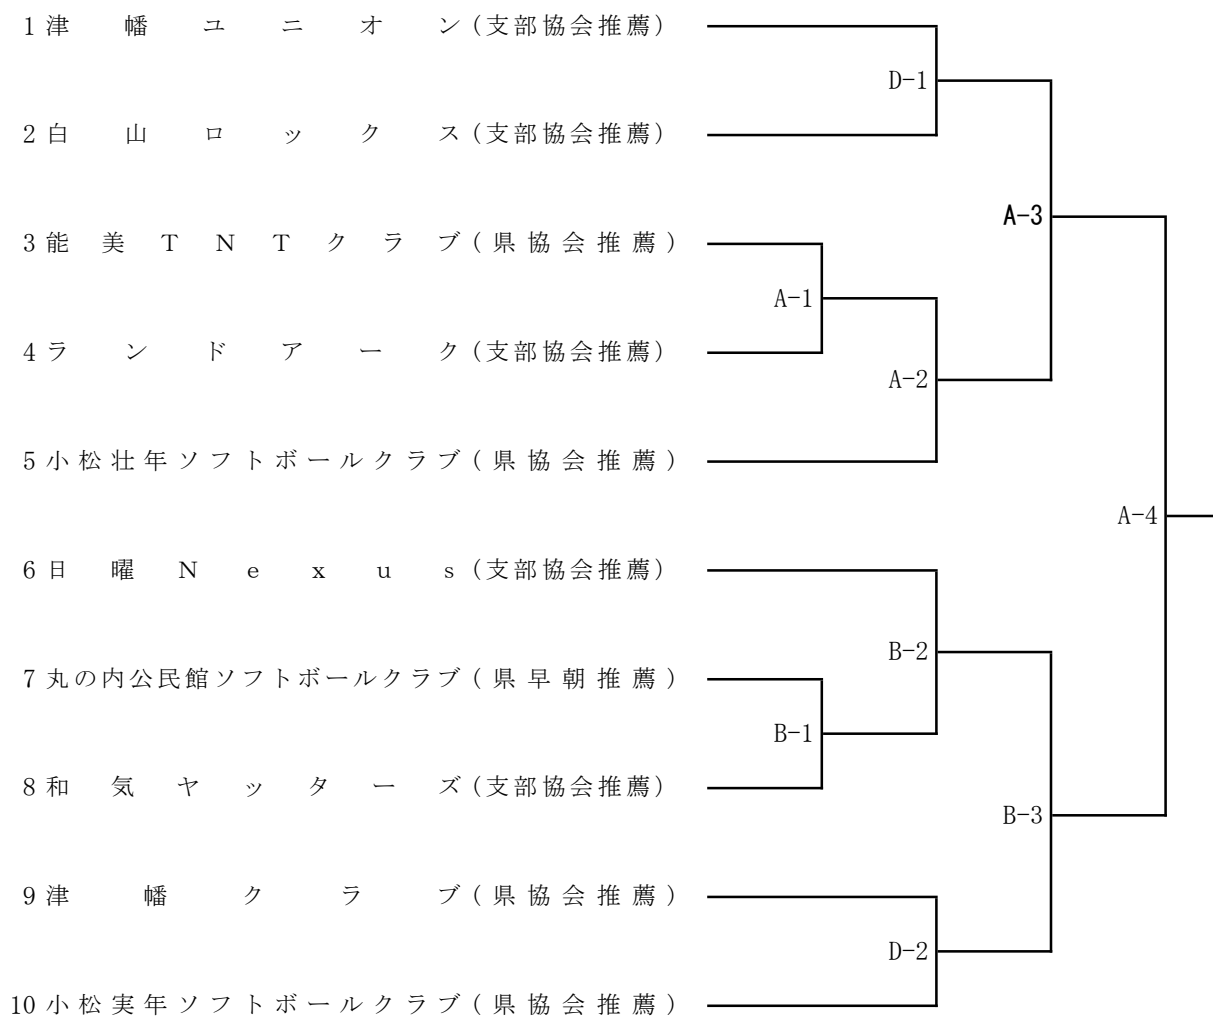 1 津幡ユニオン(支部協会推薦)
D-1
2 白山ロックス(支部協会推薦)
A-3
3 能美TNTクラブ(県協会推薦)
A-1
4 ランドアーク(支部協会推薦)
A-2
5 小松壮年ソフトボールクラブ(県協会推薦)
A-4
6 日曜Nexus(支部協会推薦)
B-2
7 丸の内公民館ソフトボールクラブ(県早朝推薦)
B-1
8 和気ヤッターズ(支部協会推薦)
B-3
9 津幡クラブ(県協会推薦)
D-2
10 小松実年ソフトボールクラブ(県協会推薦)